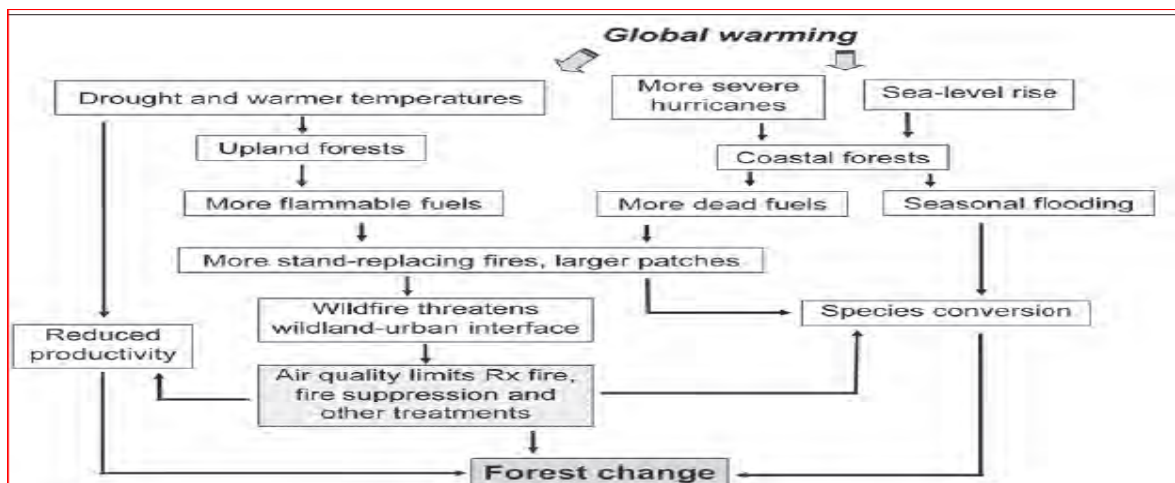 Global warming
Drought and warmer temperatures
More severe
hurricanes
Sea-level rise
Upland forests
Coastal forests
More flammable fuels
More dead fuels
Seasonal flooding
More stand-replacing fires, larger patches
Wildfire threatens
wildland-urban interface
Species conversion
Reduced
productivity
Air quality limits Rx fire,
fire suppression and
other treatments
Forest change